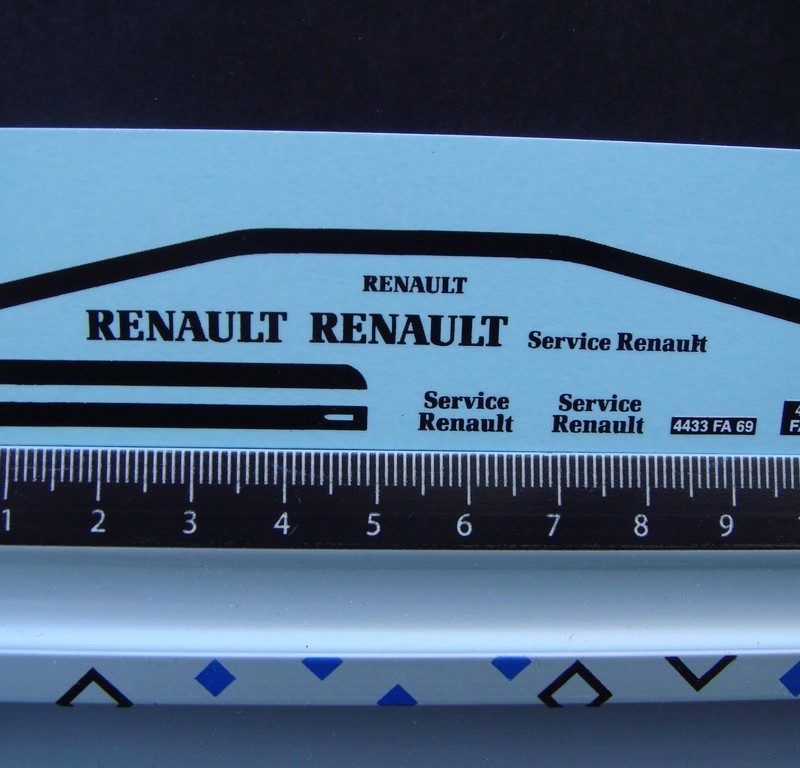 RENAULT
RENAULT RENAULT
Service Renault
Service
Renault
Service
Renault
4433 FA 69
1 2 3 4 5 6 7 8 9